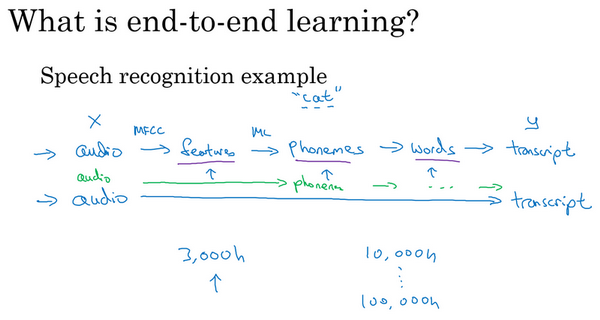 What is end-to-end learning?
Speech recognition example
"cat"
x y
MFCC ML
audio features phonemes words transcript
audio phoneme ...
audio transcript
3,000h 10,000h
100,000h